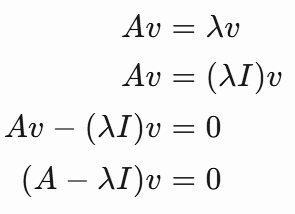 Av = λv
Av = (λI)v
Av − (λI)v = 0
(A − λI)v = 0